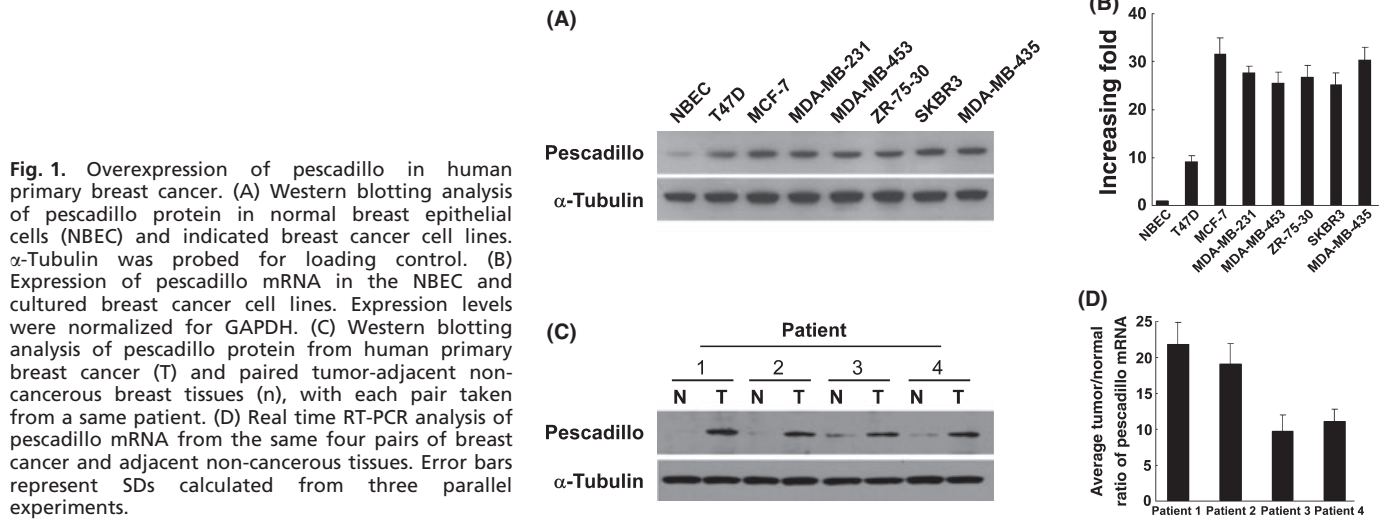 Fig. 1. Overexpression of pescadillo in human
primary breast cancer. (A) Western blotting analysis
of pescadillo protein in normal breast epithelial
cells (NBEC) and indicated breast cancer cell lines.
α-Tubulin was probed for loading control. (B)
Expression of pescadillo mRNA in the NBEC and
cultured breast cancer cell lines. Expression levels
were normalized for GAPDH. (C) Western blotting
analysis of pescadillo protein from human primary
breast cancer (T) and paired tumor-adjacent non-
cancerous breast tissues (n), with each pair taken
from a same patient. (D) Real time RT-PCR analysis of
pescadillo mRNA from the same four pairs of breast
cancer and adjacent non-cancerous tissues. Error bars
represent SDs calculated from three parallel
experiments.
(A)
NBEC T47D MCF-7 MDA-MB-231 MDA-MB-453 ZR-75-30 SKBR3 MDA-MB-435
Pescadillo
α-Tubulin
(B)
Increasing fold
40
30
20
10
0
NBEC T47D MCF-7 MDA-MB-231 MDA-MB-453 ZR-75-30 SKBR3 MDA-MB-435
(C)
Patient
1 2 3 4
N T N T N T N T
Pescadillo
α-Tubulin
(D)
Average tumor/normal
ratio of pescadillo mRNA
25
20
15
10
5
0
Patient 1 Patient 2 Patient 3 Patient 4